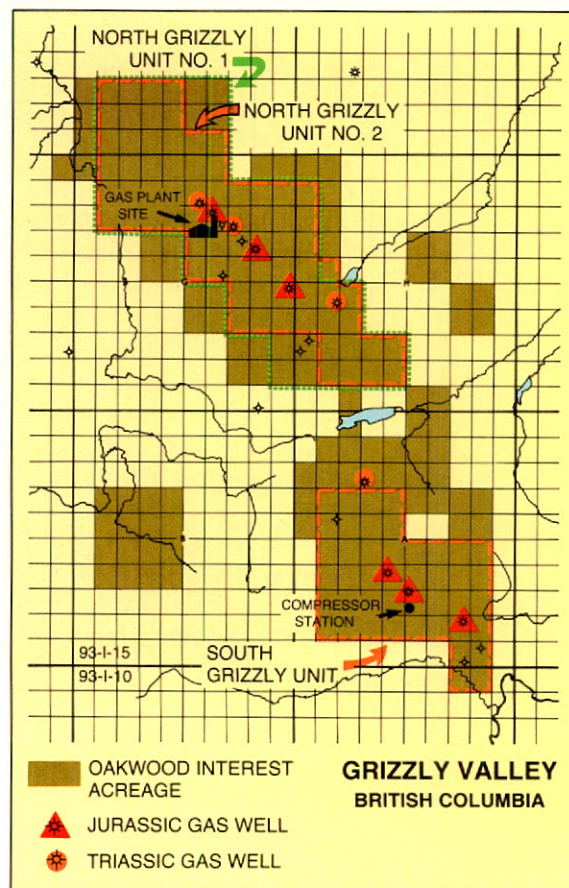 NORTH GRIZZLY
UNIT NO. 1
NORTH GRIZZLY
UNIT NO. 2
GAS PLANT
SITE
COMPRESSOR
STATION
93-I-15
93-I-10
SOUTH
GRIZZLY UNIT
OAKWOOD INTEREST
ACREAGE
JURASSIC GAS WELL
TRIASSIC GAS WELL
GRIZZLY VALLEY
BRITISH COLUMBIA